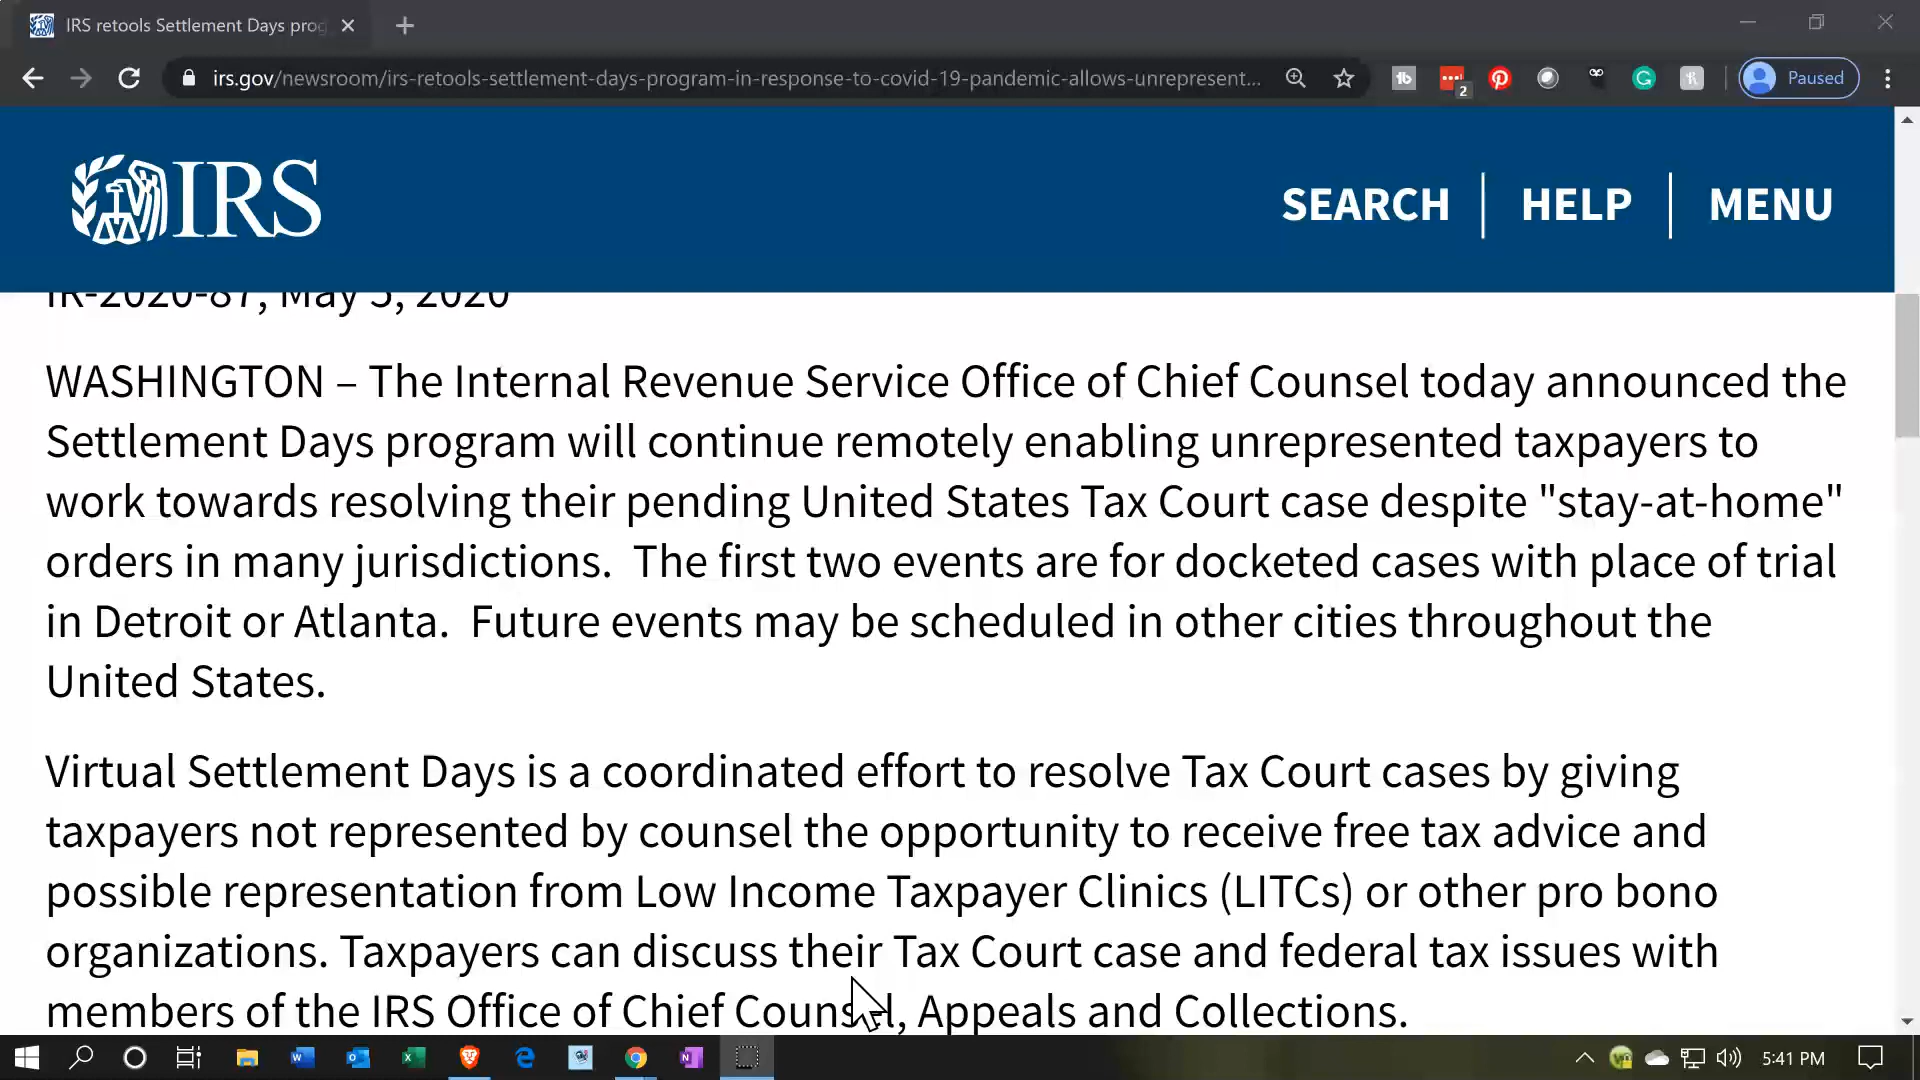 IRS retools Settlement Days prog
irs.gov/newsroom/irs-retools-settlement-days-program-in-response-to-covid-19-pandemic-allows-unrepresent...
2
Paused
IRS
SEARCH | HELP | MENU
IR-2020-87, May 5, 2020
WASHINGTON – The Internal Revenue Service Office of Chief Counsel today announced the
Settlement Days program will continue remotely enabling unrepresented taxpayers to
work towards resolving their pending United States Tax Court case despite "stay-at-home"
orders in many jurisdictions.  The first two events are for docketed cases with place of trial
in Detroit or Atlanta.  Future events may be scheduled in other cities throughout the
United States.
Virtual Settlement Days is a coordinated effort to resolve Tax Court cases by giving
taxpayers not represented by counsel the opportunity to receive free tax advice and
possible representation from Low Income Taxpayer Clinics (LITCs) or other pro bono
organizations. Taxpayers can discuss their Tax Court case and federal tax issues with
members of the IRS Office of Chief Counsel, Appeals and Collections.
5:41 PM